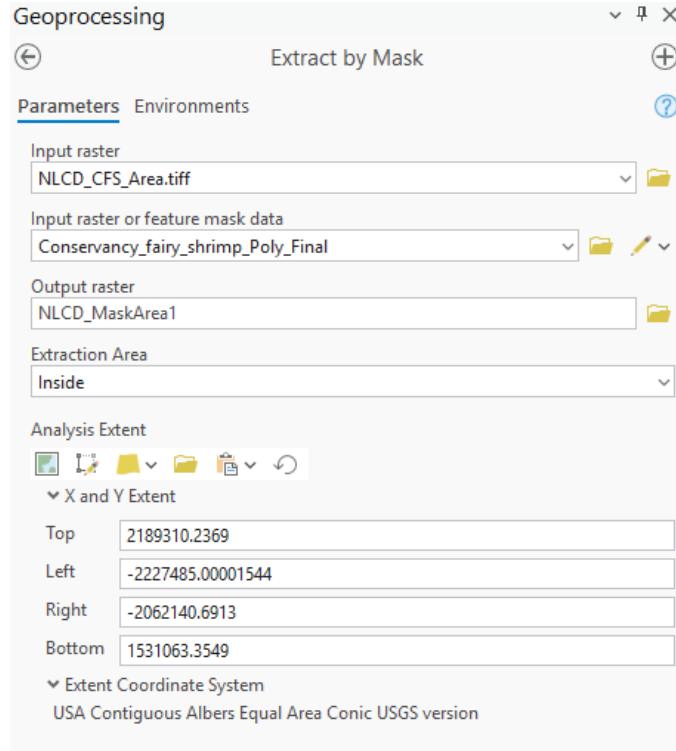 Geoprocessing
Extract by Mask
Parameters Environments
Input raster
NLCD_CFS_Area.tiff
Input raster or feature mask data
Conservancy_fairy_shrimp_Poly_Final
Output raster
NLCD_MaskArea1
Extraction Area
Inside
Analysis Extent
X and Y Extent
Top 2189310.2369
Left -2227485.00001544
Right -2062140.6913
Bottom 1531063.3549
Extent Coordinate System
USA Contiguous Albers Equal Area Conic USGS version